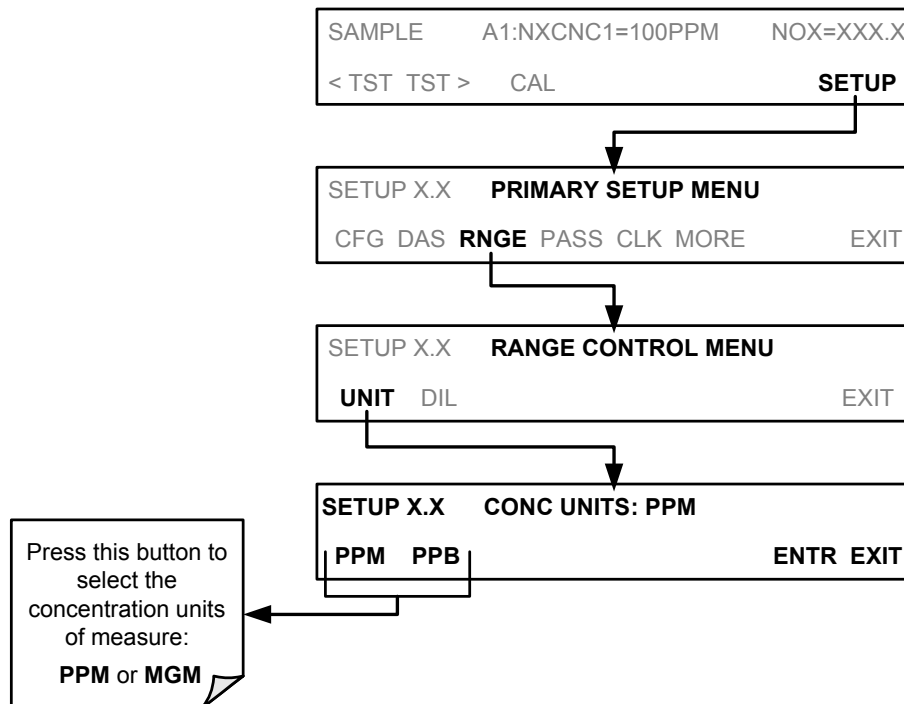 SAMPLE A1:NXCNC1=100PPM NOX=XXX.X
< TST TST > CAL SETUP
SETUP X.X PRIMARY SETUP MENU
CFG DAS RNGE PASS CLK MORE EXIT
SETUP X.X RANGE CONTROL MENU
UNIT DIL EXIT
SETUP X.X CONC UNITS: PPM
PPM PPB ENTR EXIT
Press this button to
select the
concentration units
of measure:
PPM or MGM